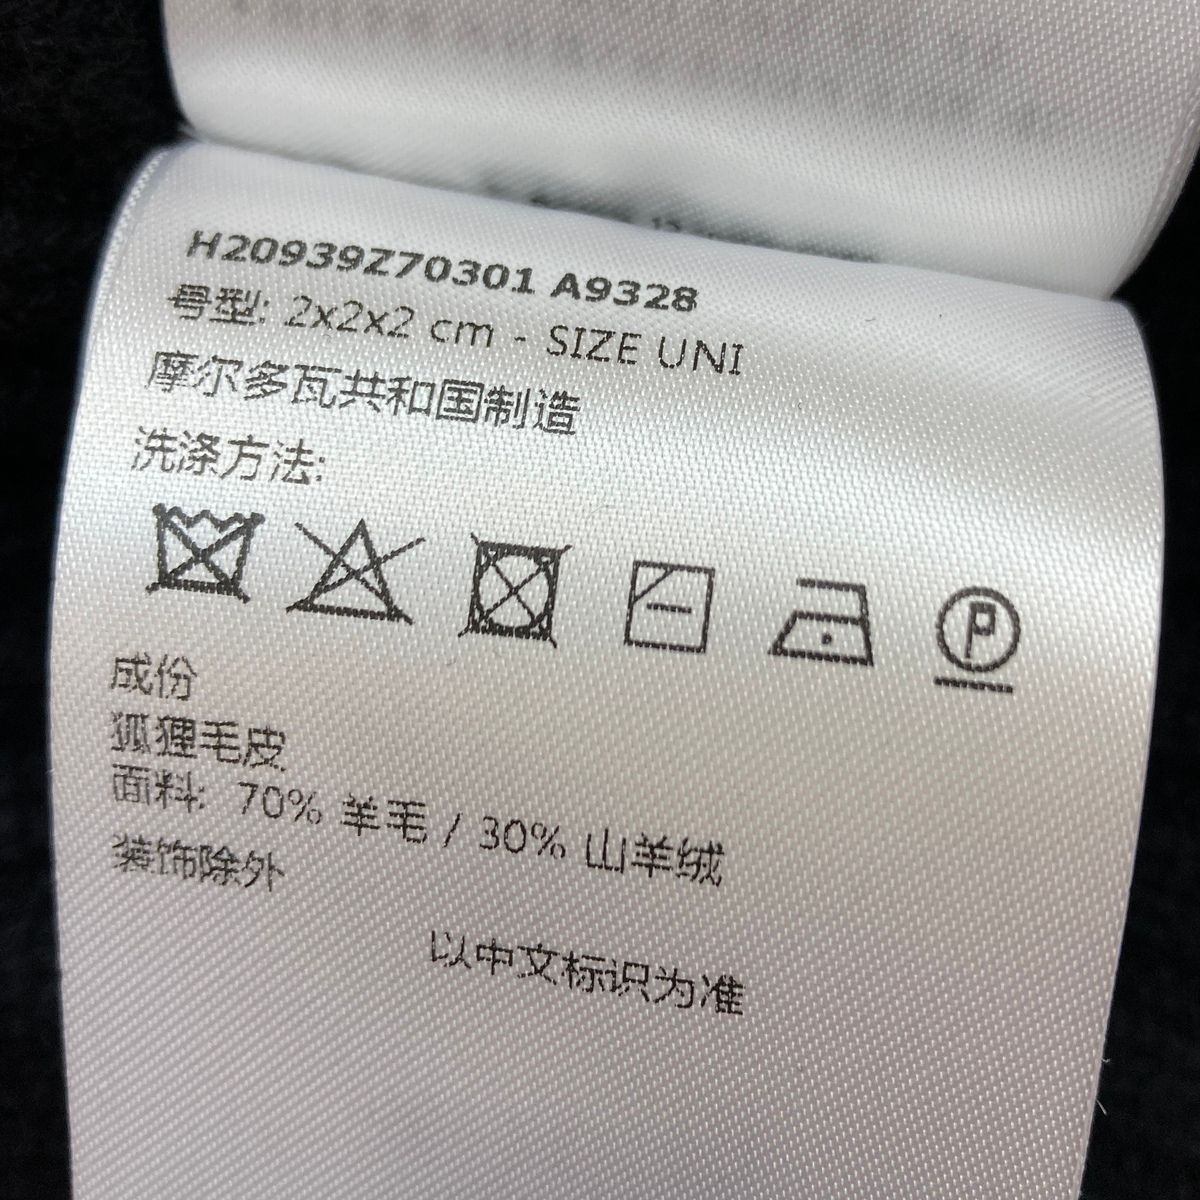 H20939Z70301 A9328
号型: 2x2x2 cm - SIZE UNI
摩尔多瓦共和国制造
洗涤方法:
P
成份
狐狸毛皮
面料: 70% 羊毛 / 30% 山羊绒
装饰除外
以中文标识为准